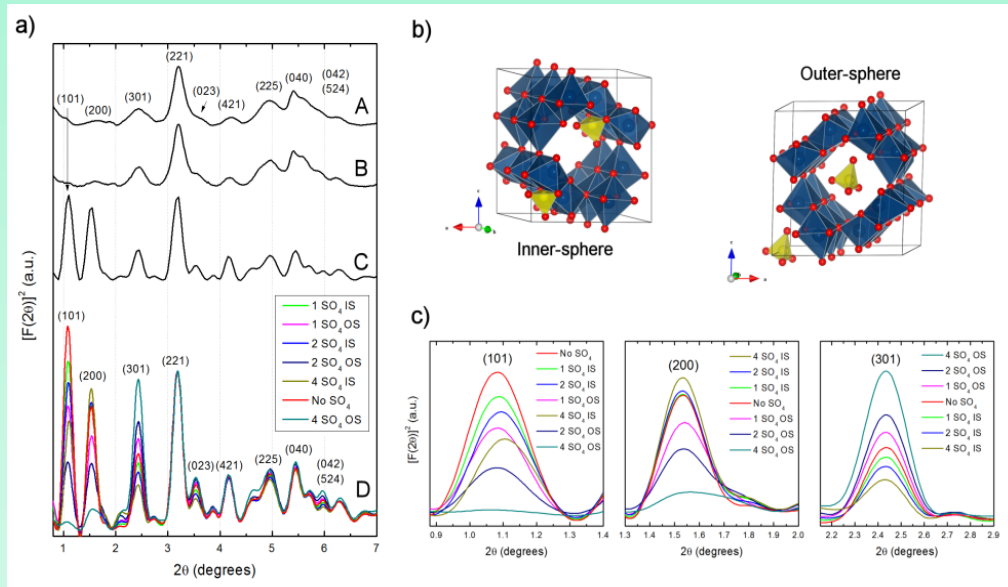 a)
(101)
(200)
(301)
(221)
(023)
(421)
(225)
(040)
(042)
(524)
A
B
C
1 SO₄ IS
1 SO₄ OS
2 SO₄ IS
2 SO₄ OS
4 SO₄ IS
No SO₄
4 SO₄ OS
(101)
(200)
(301)
(221)
(023)
(421)
(225)
(040)
(042)
(524)
D
[F(2θ)]² (a.u.)
1 2 3 4 5 6 7
2θ (degrees)
b)
Inner-sphere
Outer-sphere
c)
[F(2θ)]² (a.u.)
(101)
No SO₄
1 SO₄ IS
2 SO₄ IS
1 SO₄ OS
4 SO₄ IS
2 SO₄ OS
4 SO₄ OS
0.9 1.0 1.1 1.2 1.3 1.4
2θ (degrees)
(200)
4 SO₄ IS
2 SO₄ IS
1 SO₄ IS
No SO₄
1 SO₄ OS
2 SO₄ OS
4 SO₄ OS
1.3 1.4 1.5 1.6 1.7 1.8 1.9 2.0
2θ (degrees)
(301)
4 SO₄ OS
2 SO₄ OS
1 SO₄ OS
No SO₄
1 SO₄ IS
2 SO₄ IS
4 SO₄ IS
2.2 2.3 2.4 2.5 2.6 2.7 2.8 2.9
2θ (degrees)